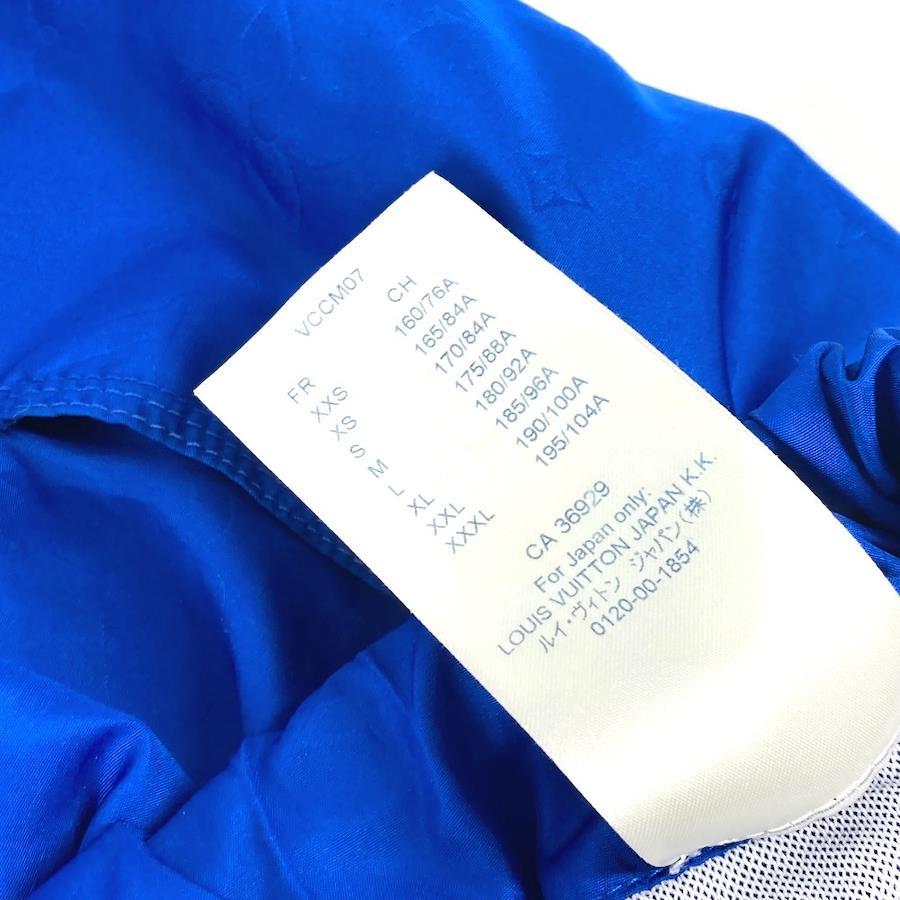 VCCM07
FR CH
XXS 160/76A
XS 165/84A
S 170/84A
M 175/88A
L 180/92A
XL 185/96A
XXL 190/100A
XXXL 195/104A
CA 36929
For Japan only:
LOUIS VUITTON JAPAN K.K.
ルイ・ヴィトン ジャパン(株)
0120-00-1854